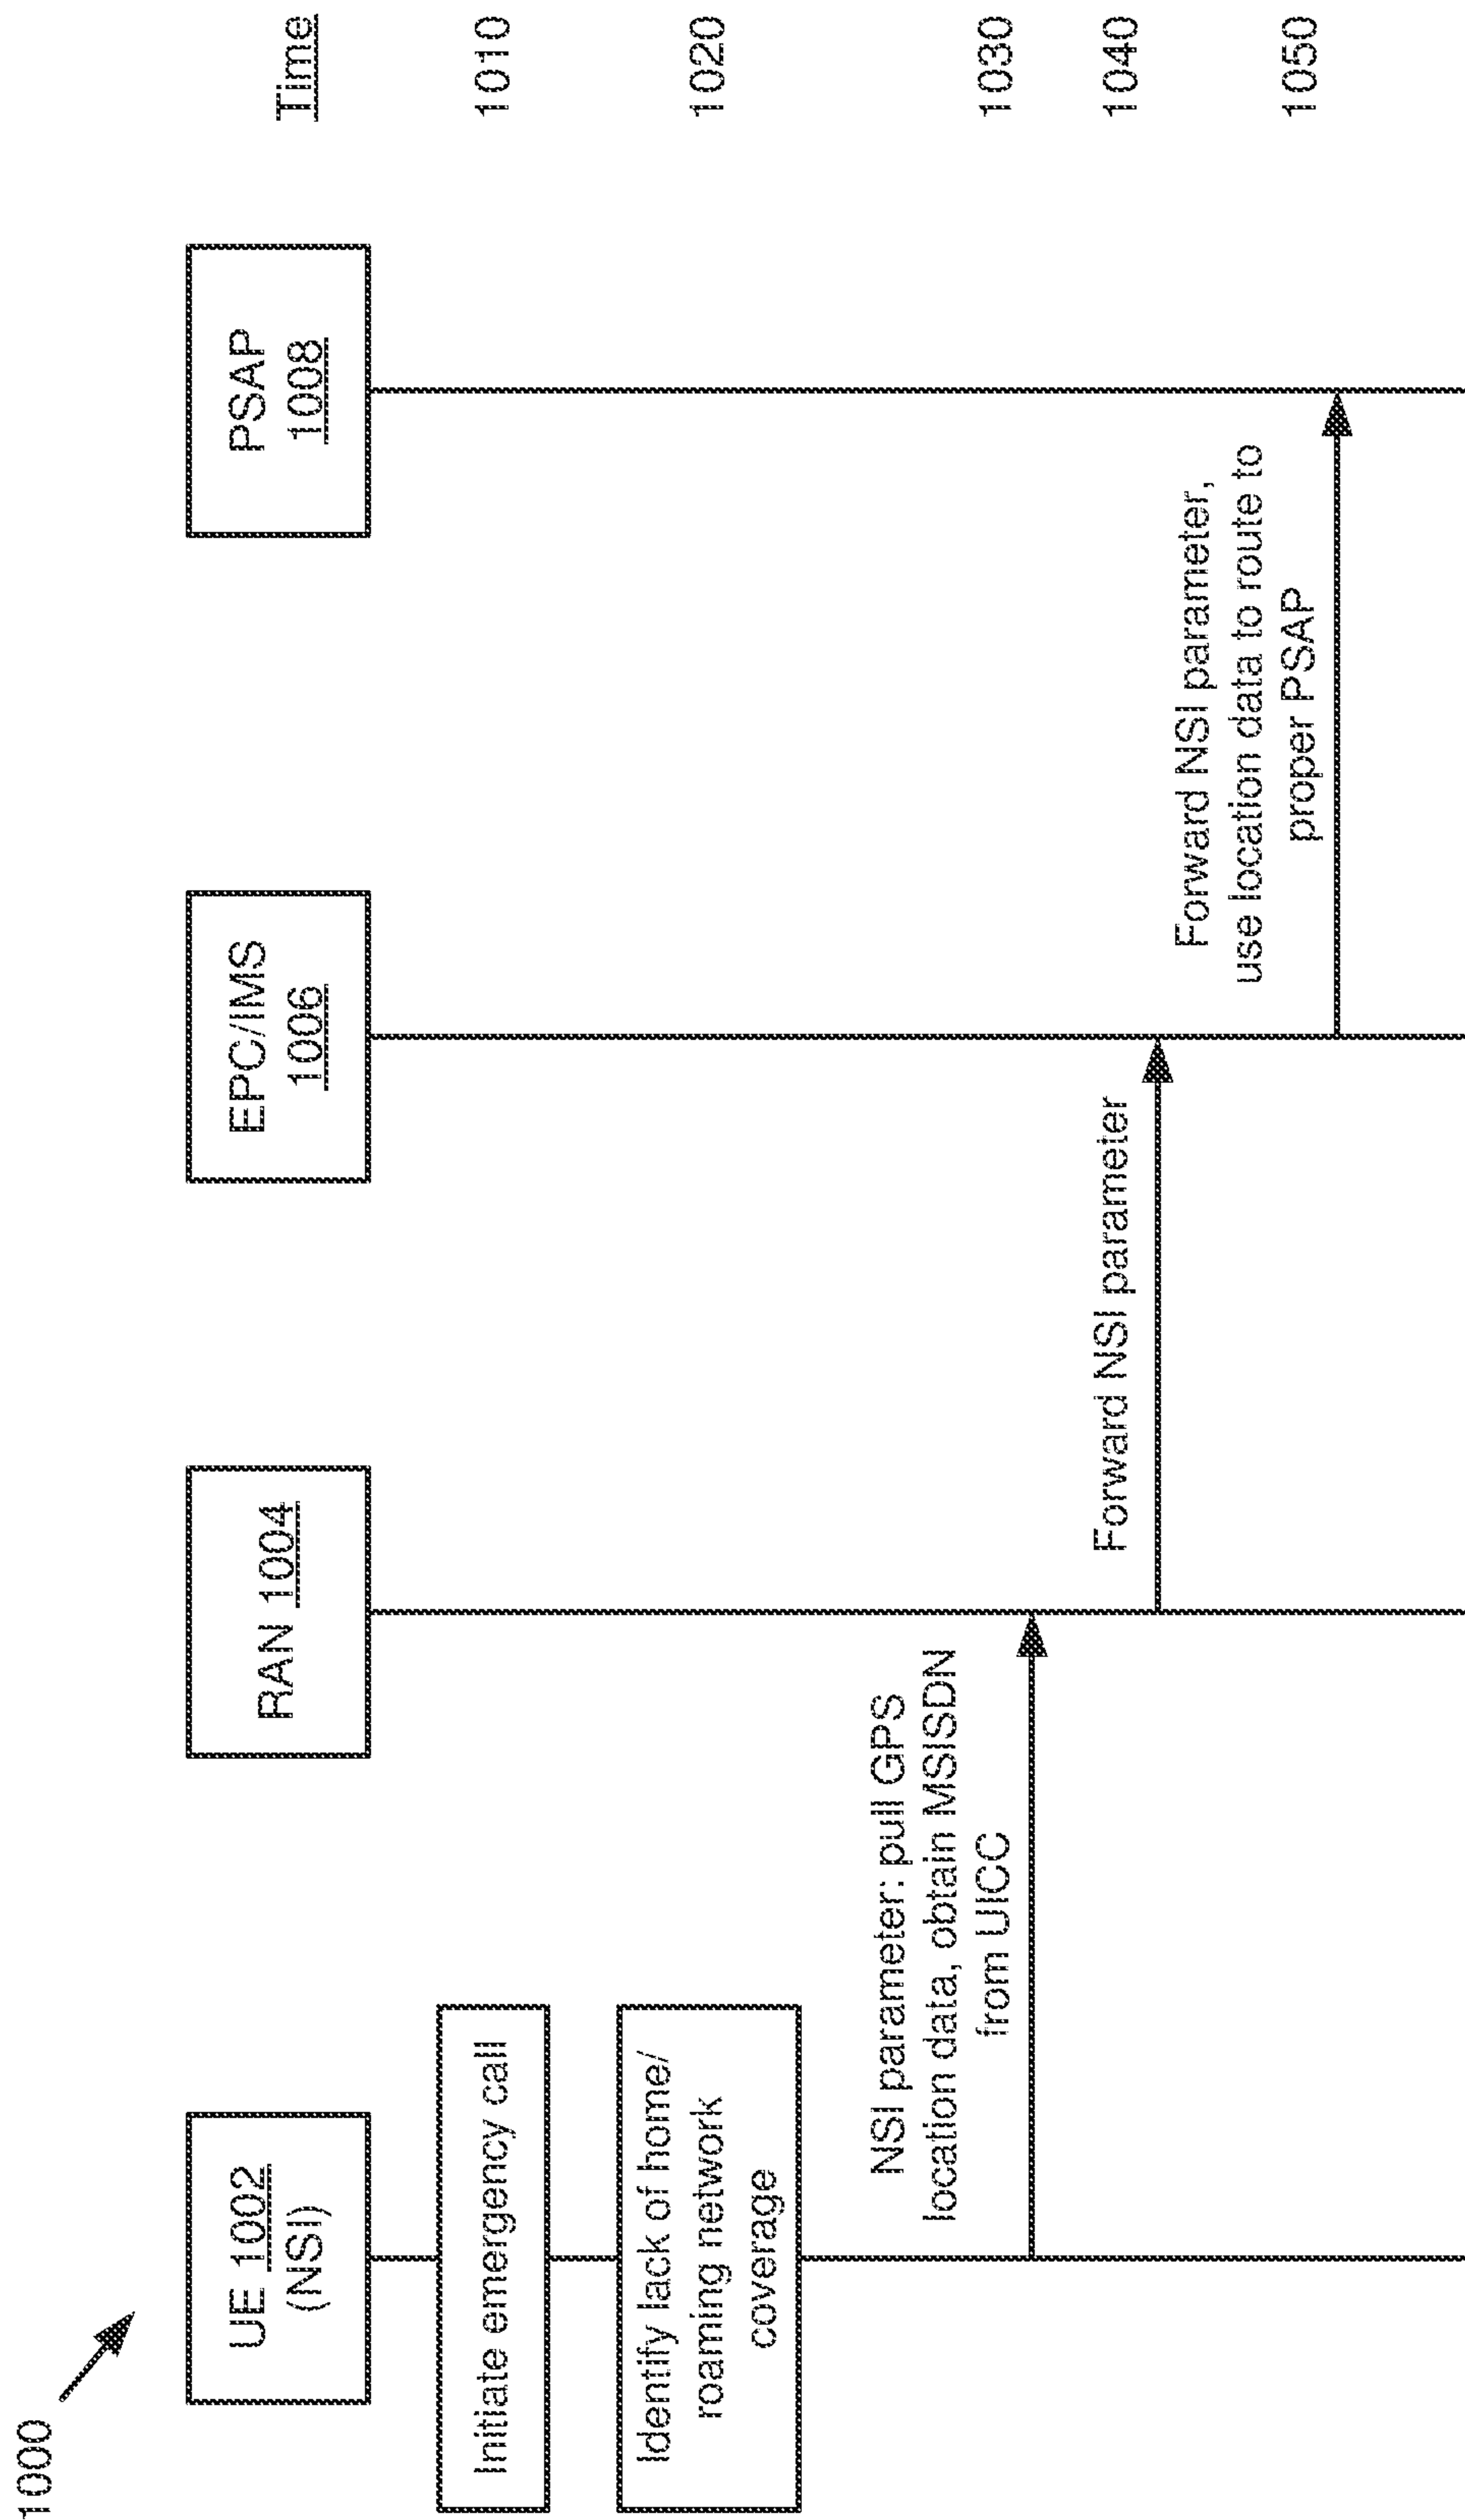 1000
UE 1002
(NSI)
RAN 1004
EPC/IMS
1006
PSAP
1008
Time
Initiate emergency call
1010
Identify lack of home/
roaming network
coverage
1020
NSI parameter: pull GPS
location data, obtain MSISDN
from UICC
1030
Forward NSI parameter
1040
Forward NSI parameter,
use location data to route to
proper PSAP
1050